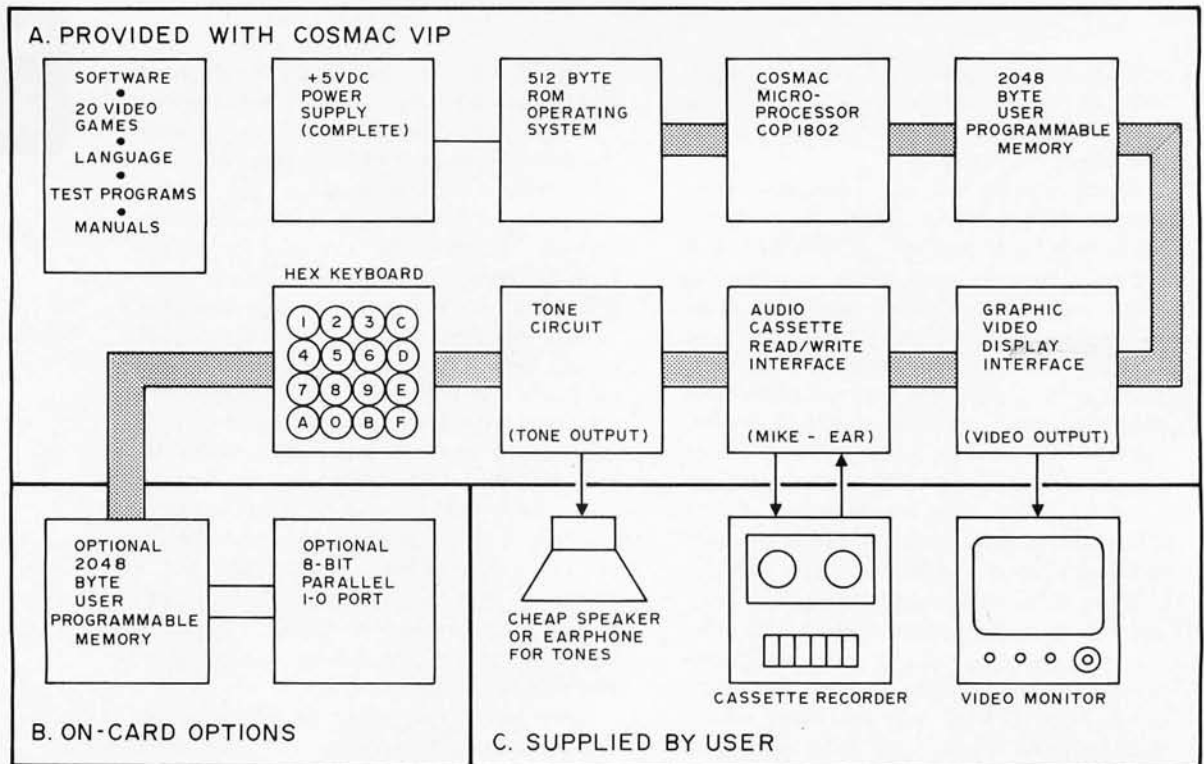 A. PROVIDED WITH COSMAC VIP
SOFTWARE
20 VIDEO
GAMES
LANGUAGE
TEST PROGRAMS
MANUALS
+5VDC
POWER
SUPPLY
(COMPLETE)
512 BYTE
ROM
OPERATING
SYSTEM
COSMAC
MICRO-
PROCESSOR
COP1802
2048
BYTE
USER
PROGRAMMABLE
MEMORY
HEX KEYBOARD
1 2 3 C
4 5 6 D
7 8 9 E
A 0 B F
TONE
CIRCUIT
(TONE OUTPUT)
AUDIO
CASSETTE
READ/WRITE
INTERFACE
(MIKE - EAR)
GRAPHIC
VIDEO
DISPLAY
INTERFACE
(VIDEO OUTPUT)
OPTIONAL
2048
BYTE
USER
PROGRAMMABLE
MEMORY
OPTIONAL
8-BIT
PARALLEL
I-O PORT
B. ON-CARD OPTIONS
CHEAP SPEAKER
OR EARPHONE
FOR TONES
CASSETTE RECORDER
VIDEO MONITOR
C. SUPPLIED BY USER